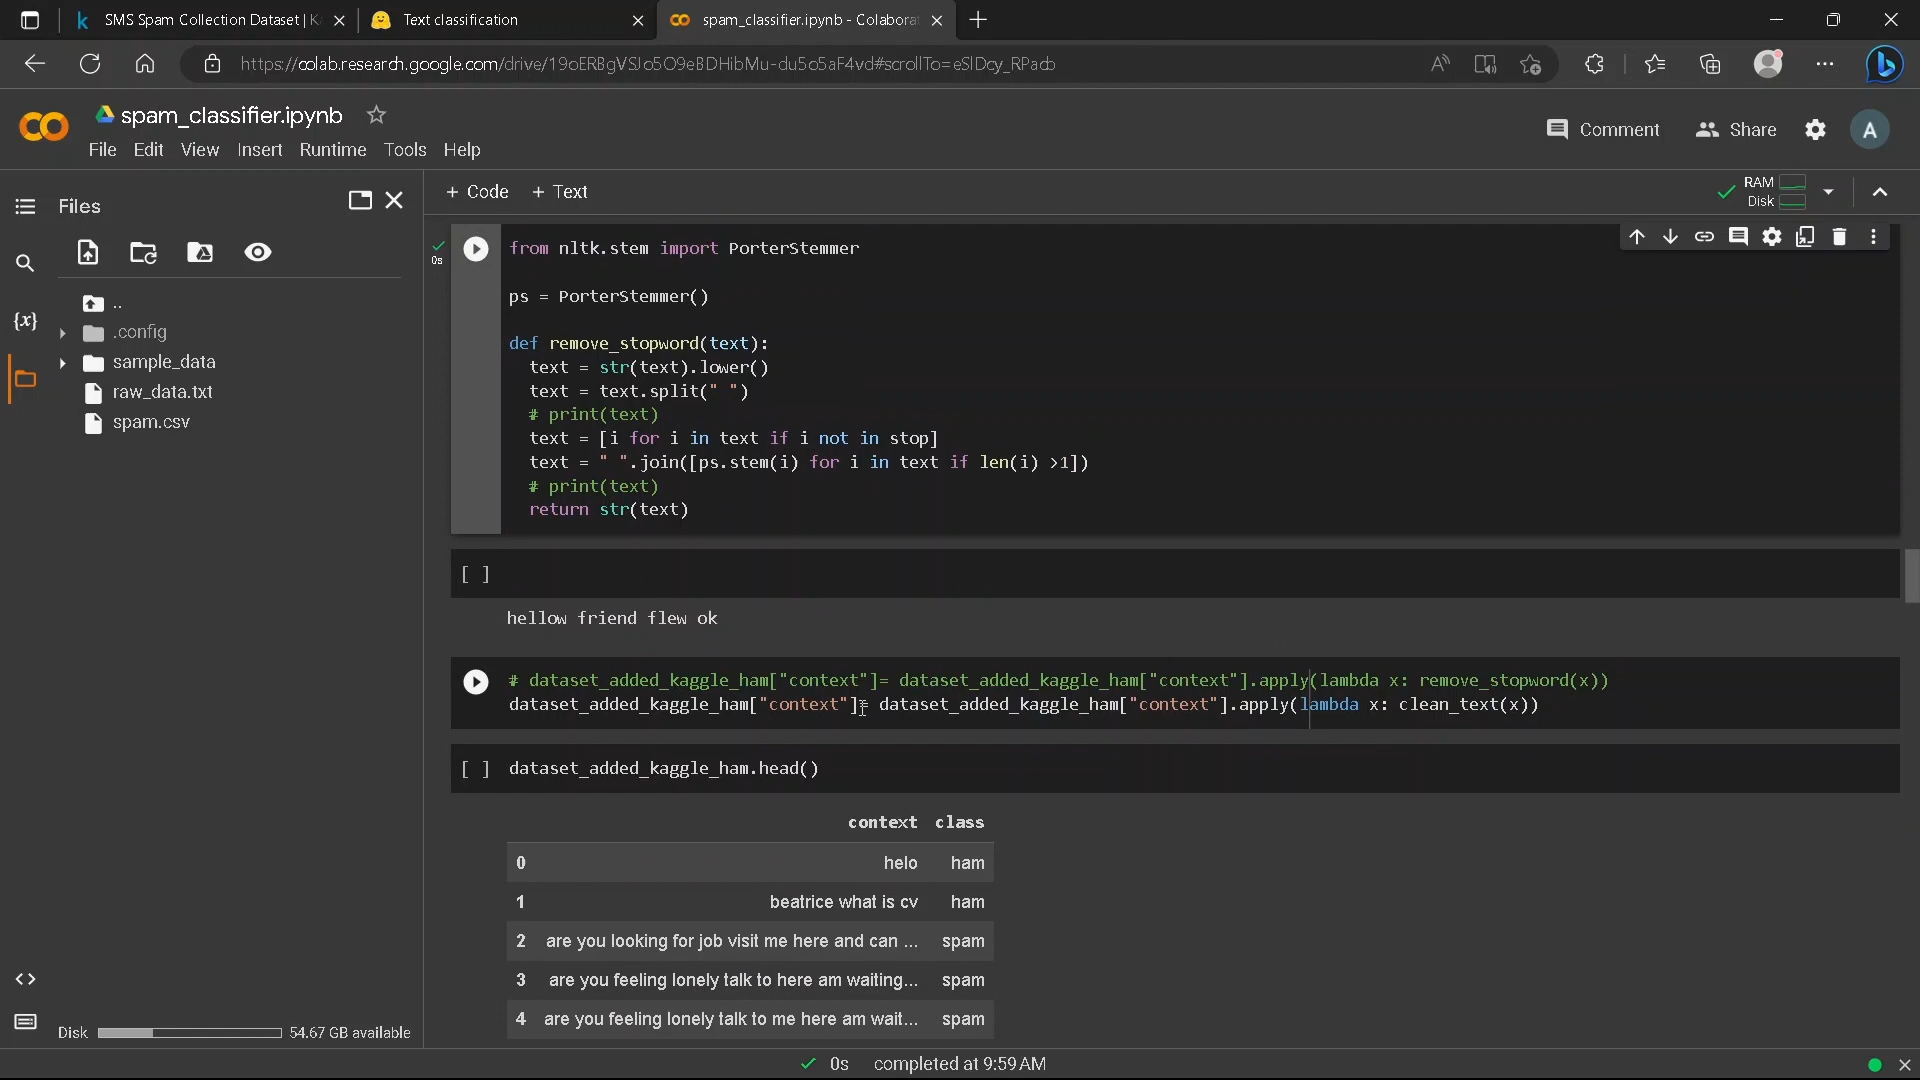 SMS Spam Collection Dataset | K
Text classification
spam_classifier.ipynb - Colabora
https://colab.research.google.com/drive/19oERBgVSJo5O9eBDHibMu-du5o5aF4vd#scrollTo=eSlDcy_RPacb
spam_classifier.ipynb
File Edit View Insert Runtime Tools Help
Comment Share A
Files
+ Code + Text
RAM
Disk
..
.config
sample_data
raw_data.txt
spam.csv
{x}
Disk 54.67 GB available
0s
from nltk.stem import PorterStemmer
ps = PorterStemmer()
def remove_stopword(text):
text = str(text).lower()
text = text.split(" ")
# print(text)
text = [i for i in text if i not in stop]
text = " ".join([ps.stem(i) for i in text if len(i) >1])
# print(text)
return str(text)
[ ]
hellow friend flew ok
# dataset_added_kaggle_ham["context"]= dataset_added_kaggle_ham["context"].apply(lambda x: remove_stopword(x))
dataset_added_kaggle_ham["context"]= dataset_added_kaggle_ham["context"].apply(lambda x: clean_text(x))
[ ] dataset_added_kaggle_ham.head()
context class
0 helo ham
1 beatrice what is cv ham
2 are you looking for job visit me here and can ... spam
3 are you feeling lonely talk to here am waiting... spam
4 are you feeling lonely talk to me here am wait... spam
0s completed at 9:59 AM